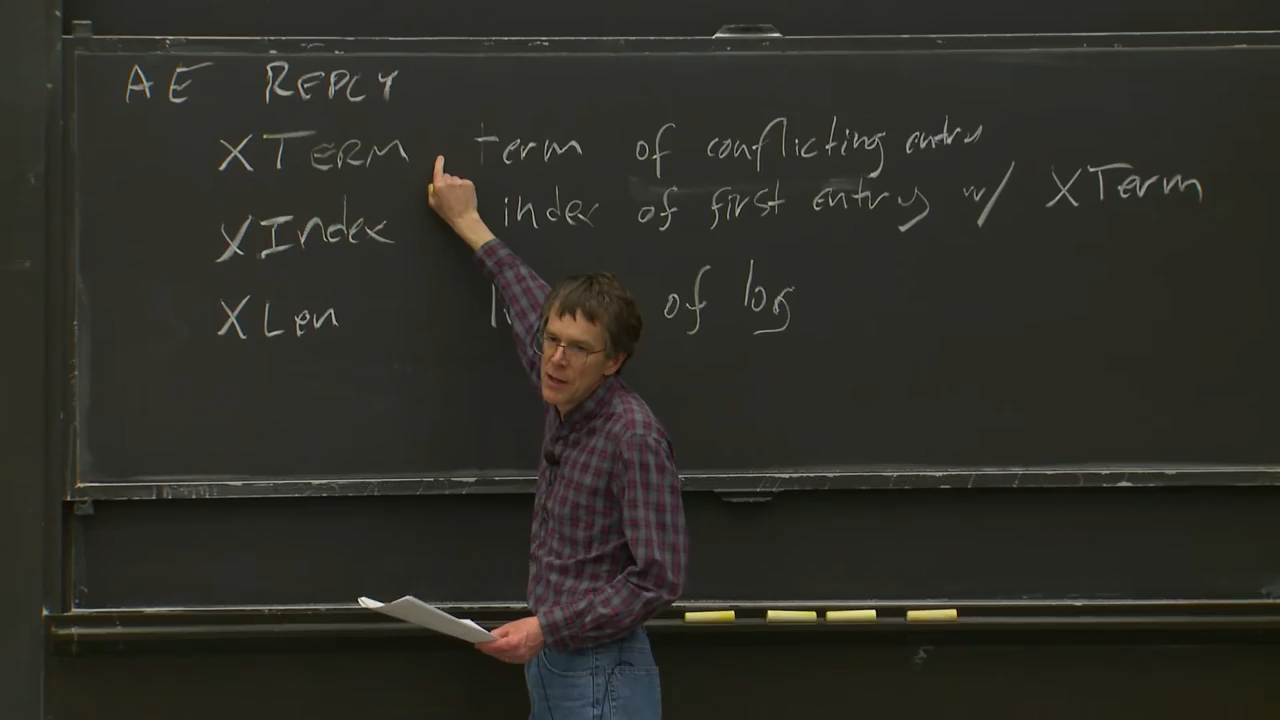 AE REPLY
XTERM term of conflicting entry
XIndex index of first entry w/ XTerm
XLen of log